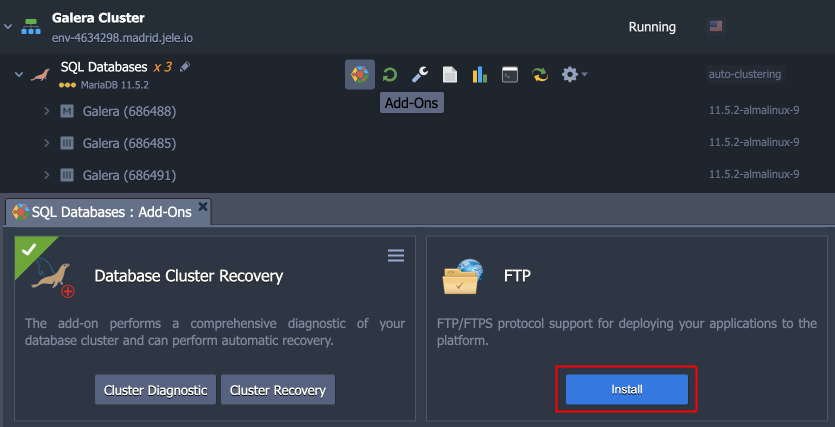 Galera Cluster
env-4634298.madrid.jele.io
Running
SQL Databases x 3
MariaDB 11.5.2
auto-clustering
Add-Ons
M Galera (686488)
11.5.2-almalinux-9
Galera (686485)
11.5.2-almalinux-9
Galera (686491)
11.5.2-almalinux-9
SQL Databases : Add-Ons
Database Cluster Recovery
The add-on performs a comprehensive diagnostic of your
database cluster and can perform automatic recovery.
Cluster Diagnostic
Cluster Recovery
FTP
FTP/FTPS protocol support for deploying your applications to the
platform.
Install